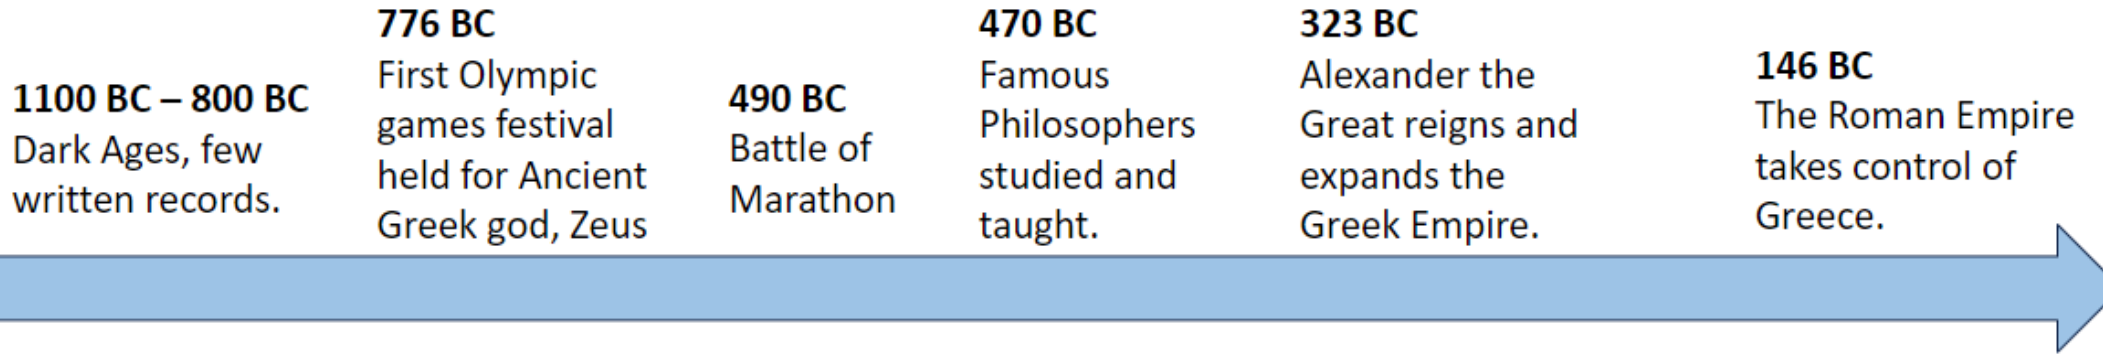 1100 BC – 800 BC
Dark Ages, few
written records.
776 BC
First Olympic
games festival
held for Ancient
Greek god, Zeus
490 BC
Battle of
Marathon
470 BC
Famous
Philosophers
studied and
taught.
323 BC
Alexander the
Great reigns and
expands the
Greek Empire.
146 BC
The Roman Empire
takes control of
Greece.